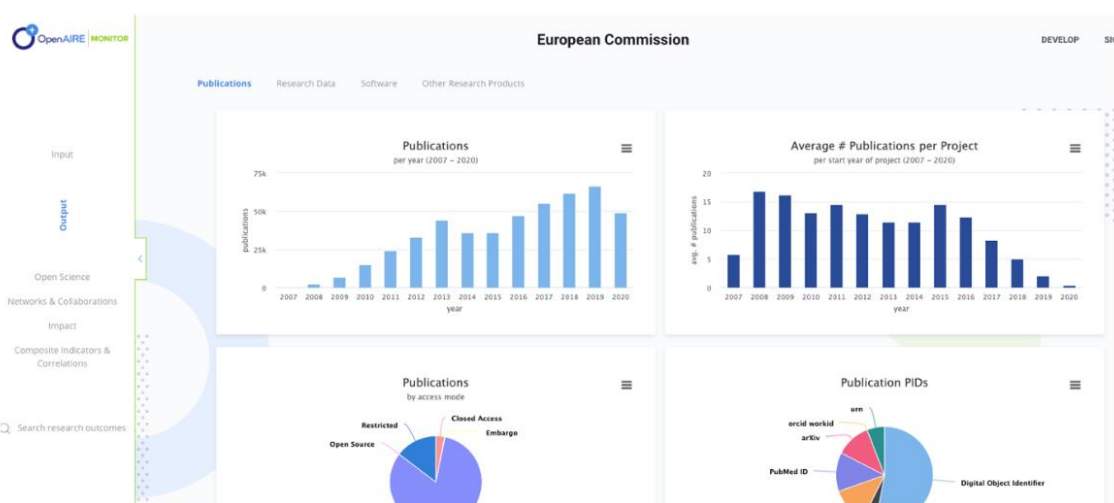 OpenAIRE MONITOR
European Commission
DEVELOP
Publications Research Data Software Other Research Products
Input
Output
Open Science
Networks & Collaborations
Impact
Composite Indicators &
Correlations
Search research outcomes
Publications
per year (2007 – 2020)
75k
50k
25k
0
publications
2007 2008 2009 2010 2011 2012 2013 2014 2015 2016 2017 2018 2019 2020
year
Average # Publications per Project
per start year of project (2007 – 2020)
20
15
10
5
0
avg. # publications
2007 2008 2009 2010 2011 2012 2013 2014 2015 2016 2017 2018 2019 2020
year
Publications
by access mode
Closed Access
Embargo
Restricted
Open Source
Publication PIDs
urn
orcid workid
arXiv
PubMed ID
Digital Object Identifier